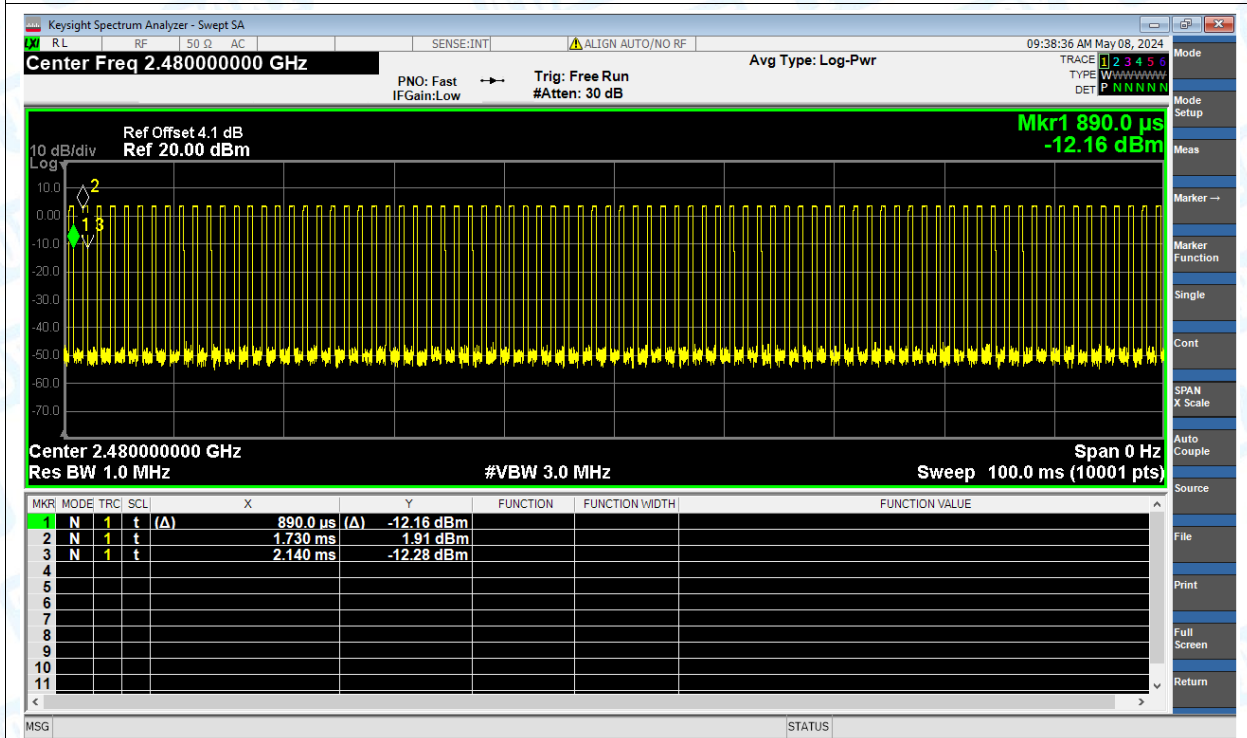 Keysight Spectrum Analyzer - Swept SA
LXI RL RF 50 Ω AC SENSE:INT ALIGN AUTO/NO RF 09:38:36 AM May 08, 2024
Center Freq 2.480000000 GHz
PNO: Fast
IFGain:Low
Trig: Free Run
#Atten: 30 dB
Avg Type: Log-Pwr
TRACE 1 2 3 4 5 6
TYPE WWWWWW
DET P N N N N N
Mkr1 890.0 µs
-12.16 dBm
Ref Offset 4.1 dB
10 dB/div Ref 20.00 dBm
Log
10.0
0.00
-10.0
-20.0
-30.0
-40.0
-50.0
-60.0
-70.0
2
1 3
Center 2.480000000 GHz Span 0 Hz
Res BW 1.0 MHz #VBW 3.0 MHz Sweep 100.0 ms (10001 pts)
MKR MODE TRC SCL X Y FUNCTION FUNCTION WIDTH FUNCTION VALUE
1 N 1 t (Δ) 890.0 µs (Δ) -12.16 dBm
2 N 1 t 1.730 ms 1.91 dBm
3 N 1 t 2.140 ms -12.28 dBm
4
5
6
7
8
9
10
11
MSG STATUS
Mode
Mode
Setup
Meas
Marker→
Marker
Function
Single
Cont
SPAN
X Scale
Auto
Couple
Source
File
Print
Full
Screen
Return